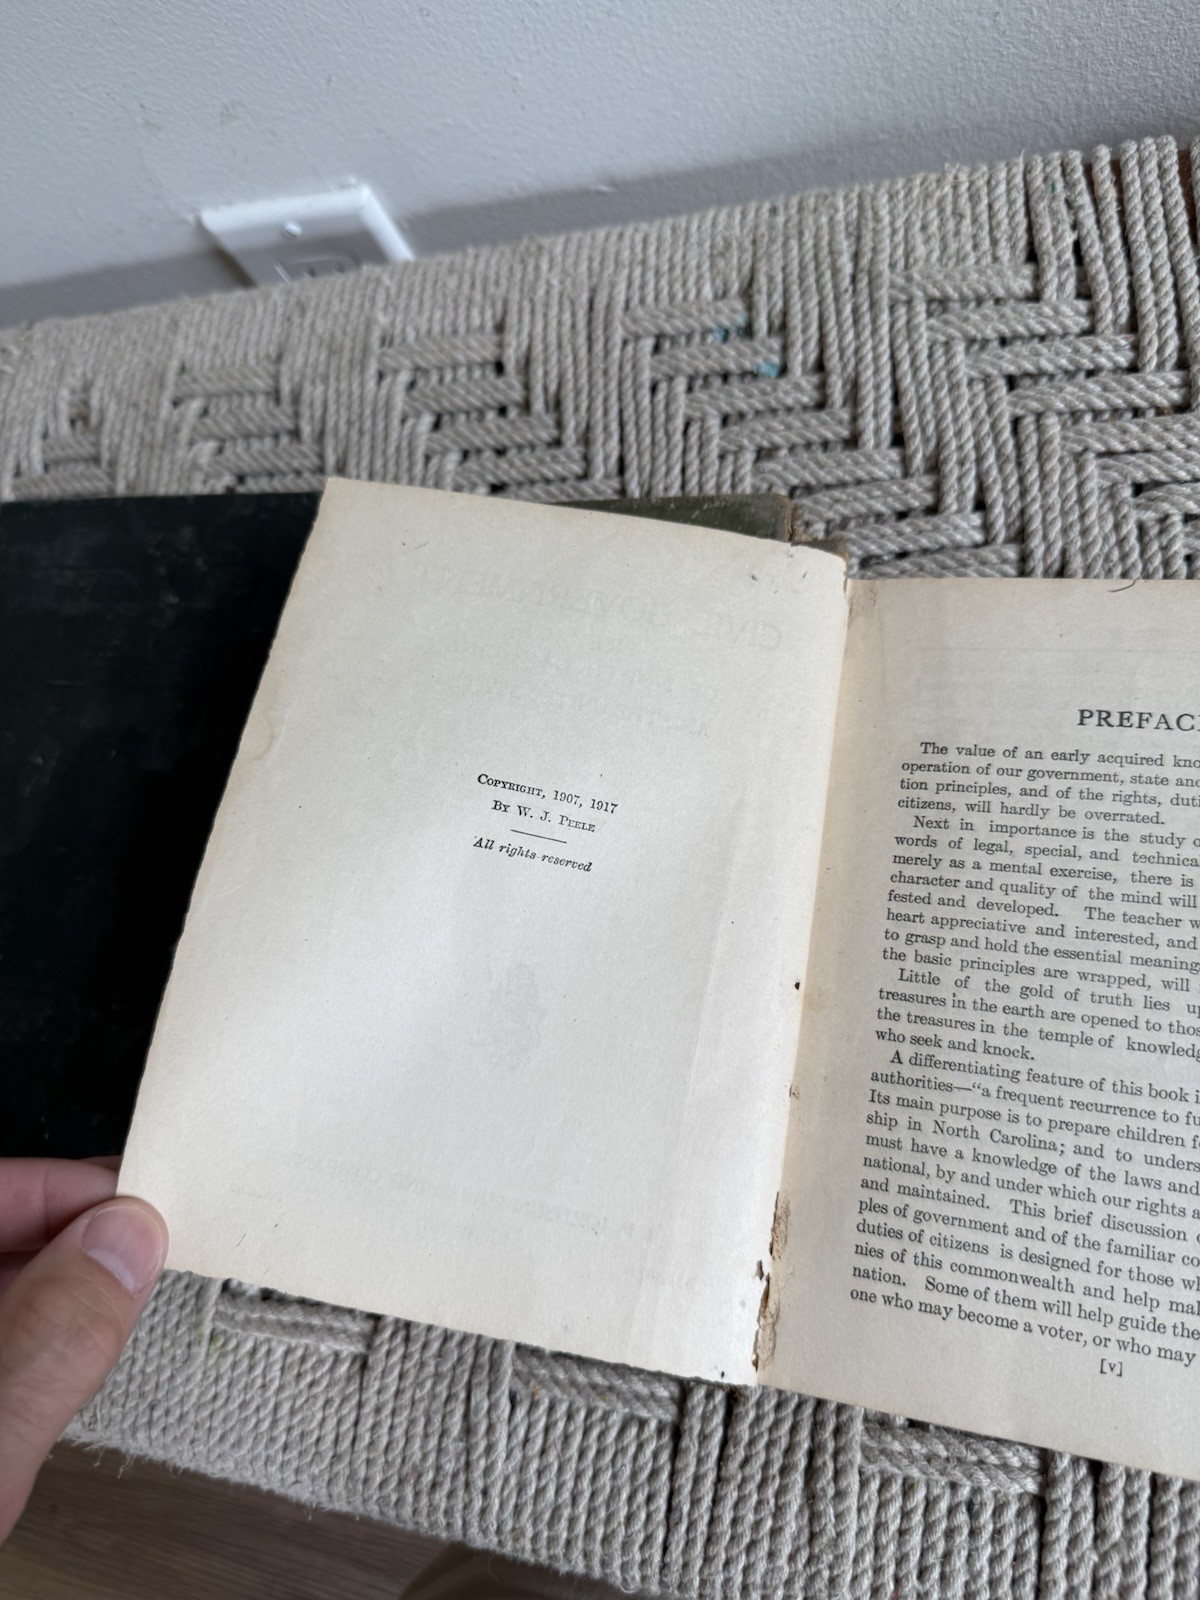 COPYRIGHT, 1907, 1917
BY W. J. PEELE
All rights reserved
PREFAC
The value of an early acquired kno
operation of our government, state and
tion principles, and of the rights, duti
citizens, will hardly be overrated.
Next in importance is the study o
words of legal, special, and technica
merely as a mental exercise, there is
character and quality of the mind will
fested and developed. The teacher w
heart appreciative and interested, and
to grasp and hold the essential meaning
the basic principles are wrapped, will
Little of the gold of truth lies up
treasures in the earth are opened to thos
the treasures in the temple of knowledg
who seek and knock.
A differentiating feature of this book i
authorities—"a frequent recurrence to fu
Its main purpose is to prepare children f
ship in North Carolina; and to unders
must have a knowledge of the laws and
national, by and under which our rights a
and maintained. This brief discussion o
ples of government and of the familiar co
duties of citizens is designed for those wh
nies of this commonwealth and help mal
nation. Some of them will help guide the
one who may become a voter, or who may
[v]